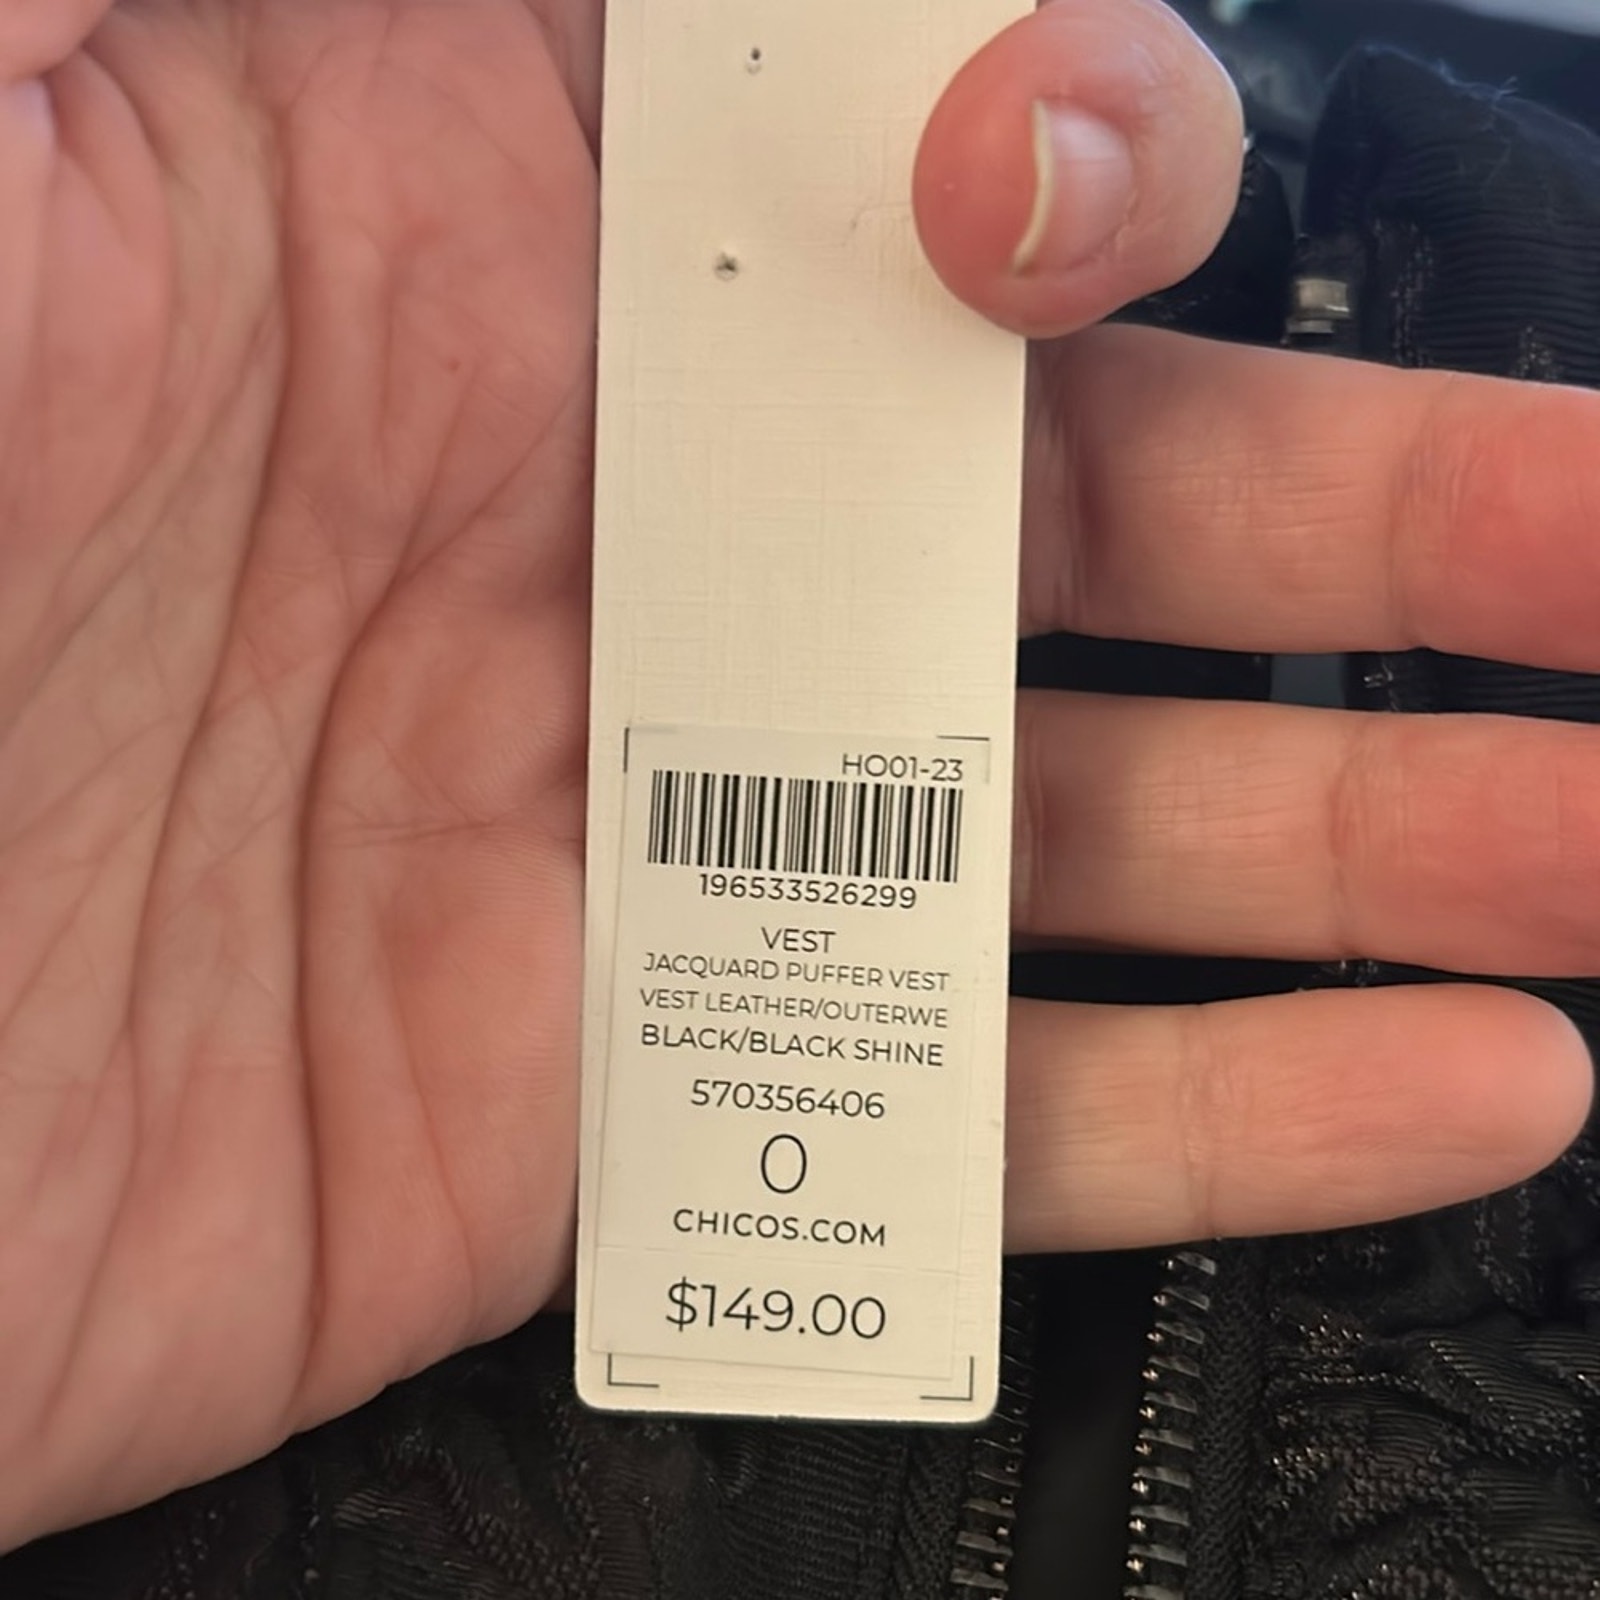 HO01-23
196533526299
VEST
JACQUARD PUFFER VEST
VEST LEATHER/OUTERWE
BLACK/BLACK SHINE
570356406
0
CHICOS.COM
$149.00